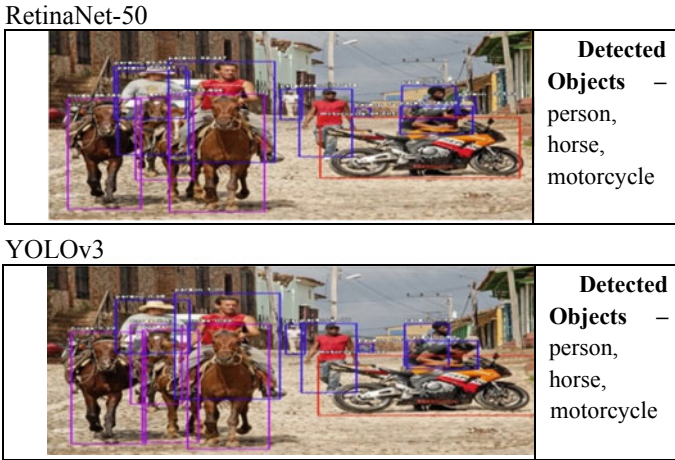 RetinaNet-50
Detected
Objects –
person,
horse,
motorcycle
YOLOv3
Detected
Objects –
person,
horse,
motorcycle